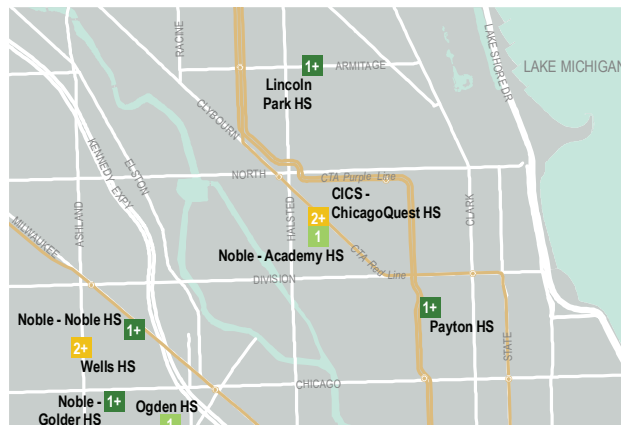 RACINE
LAKE SHORE DR
1+
ARMITAGE
LAKE MICHIGAN
Lincoln
Park HS
CLYBOURN
KENNEDY EXPY
ELSTON
NORTH
CTA Purple Line
CICS -
ChicagoQuest HS
2+
1
Noble - Academy HS
HALSTED
CLARK
ASHLAND
MILWAUKEE
CTA Red Line
DIVISION
Noble - Noble HS
1+
1+
Payton HS
2+
Wells HS
STATE
CHICAGO
Noble -
Golder HS
1+
Ogden HS
1